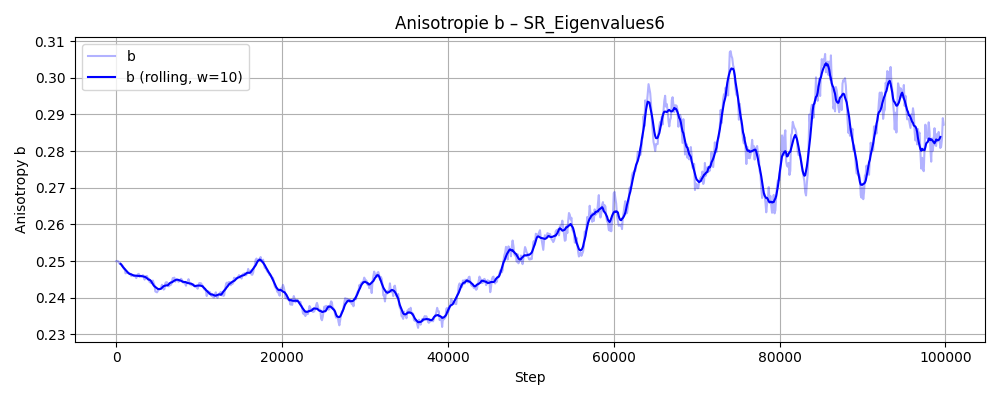 Anisotropie b – SR_Eigenvalues6
b
b (rolling, w=10)
Anisotropy b
0.31
0.30
0.29
0.28
0.27
0.26
0.25
0.24
0.23
0 20000 40000 60000 80000 100000
Step